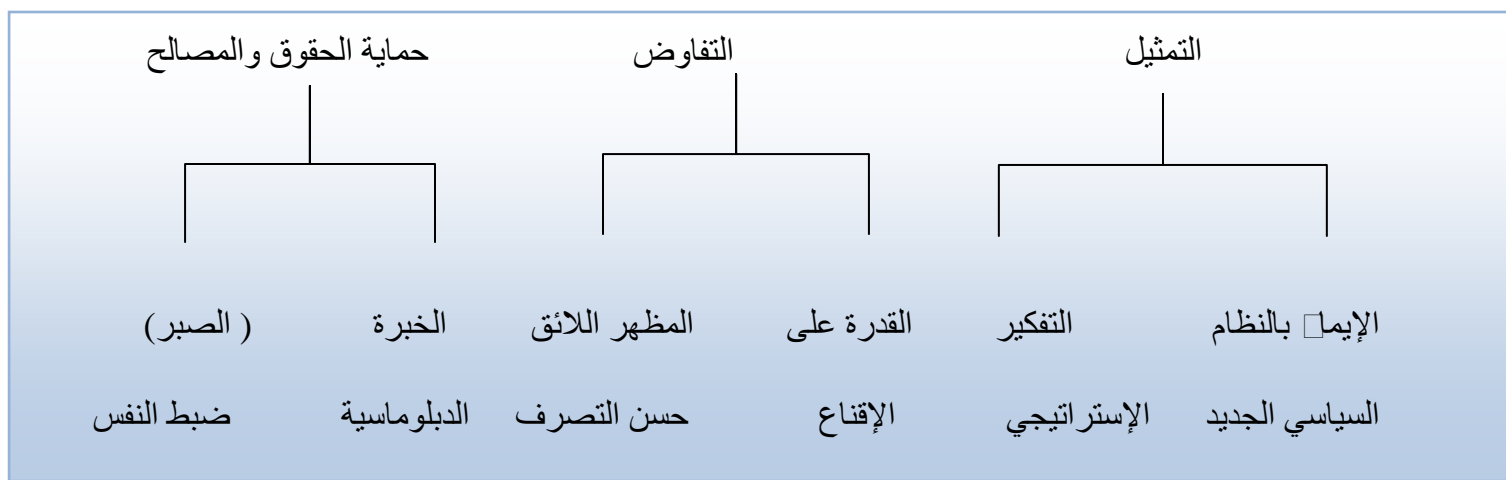 التمثيل التفاوض حماية الحقوق والمصالح
الإيما□ بالنظام التفكير القدرة على المظهر اللائق الخبرة ( الصبر)
السياسي الجديد الإستراتيجي الإقناع حسن التصرف الدبلوماسية ضبط النفس